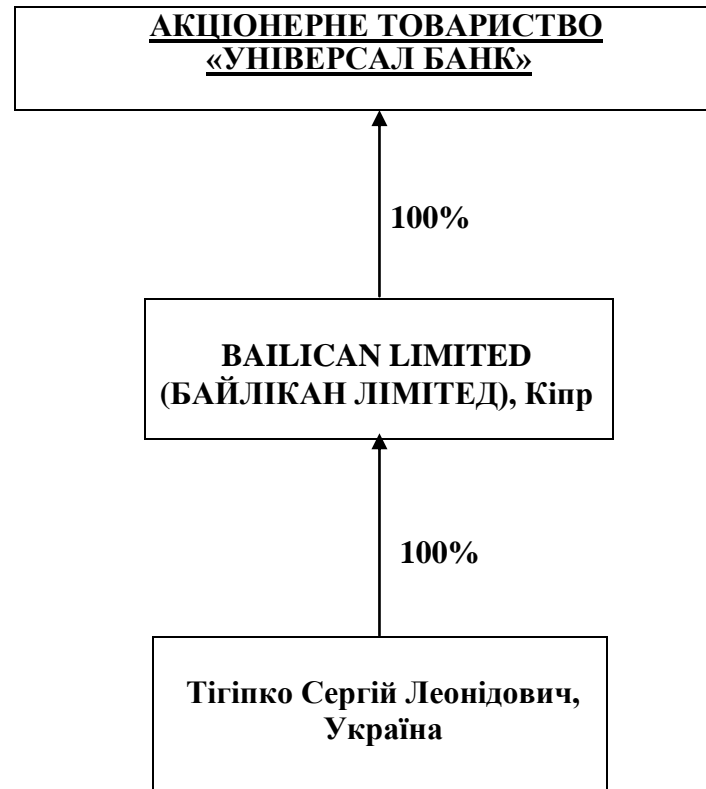 АКЦІОНЕРНЕ ТОВАРИСТВО
«УНІВЕРСАЛ БАНК»
100%
BAILICAN LIMITED
(БАЙЛІКАН ЛІМІТЕД), Кіпр
100%
Тігіпко Сергій Леонідович,
Україна